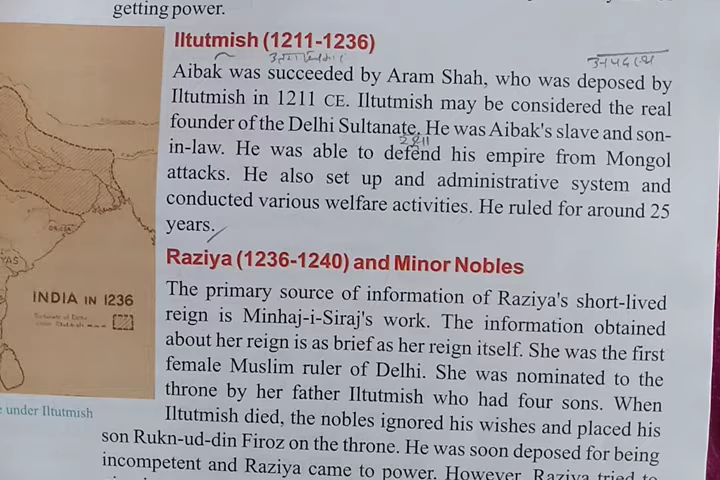 getting power.
Iltutmish (1211-1236)
Aibak was succeeded by Aram Shah, who was deposed by
Iltutmish in 1211 CE. Iltutmish may be considered the real
founder of the Delhi Sultanate. He was Aibak's slave and son-
in-law. He was able to defend his empire from Mongol
attacks. He also set up and administrative system and
conducted various welfare activities. He ruled for around 25
years.
Raziya (1236-1240) and Minor Nobles
The primary source of information of Raziya's short-lived
reign is Minhaj-i-Siraj's work. The information obtained
about her reign is as brief as her reign itself. She was the first
female Muslim ruler of Delhi. She was nominated to the
throne by her father Iltutmish who had four sons. When
Iltutmish died, the nobles ignored his wishes and placed his
son Rukn-ud-din Firoz on the throne. He was soon deposed for being
incompetent and Raziya came to power. However, Raziya tried to
INDIA IN 1236
under Iltutmish